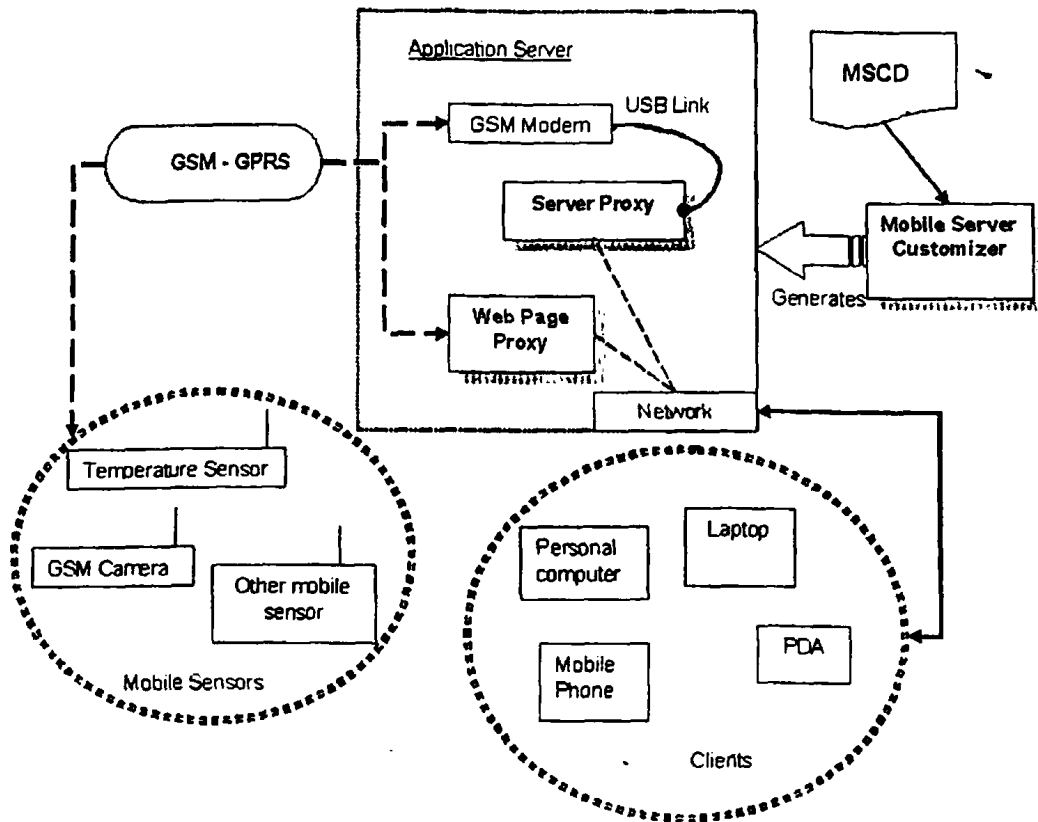 Application Server
MSCD
USB Link
GSM Modem
GSM - GPRS
Server Proxy
Mobile Server
Customizer
Generates
Web Page
Proxy
Network
Temperature Sensor
GSM Camera
Other mobile
sensor
Mobile Sensors
Personal
computer
Laptop
Mobile
Phone
PDA
Clients